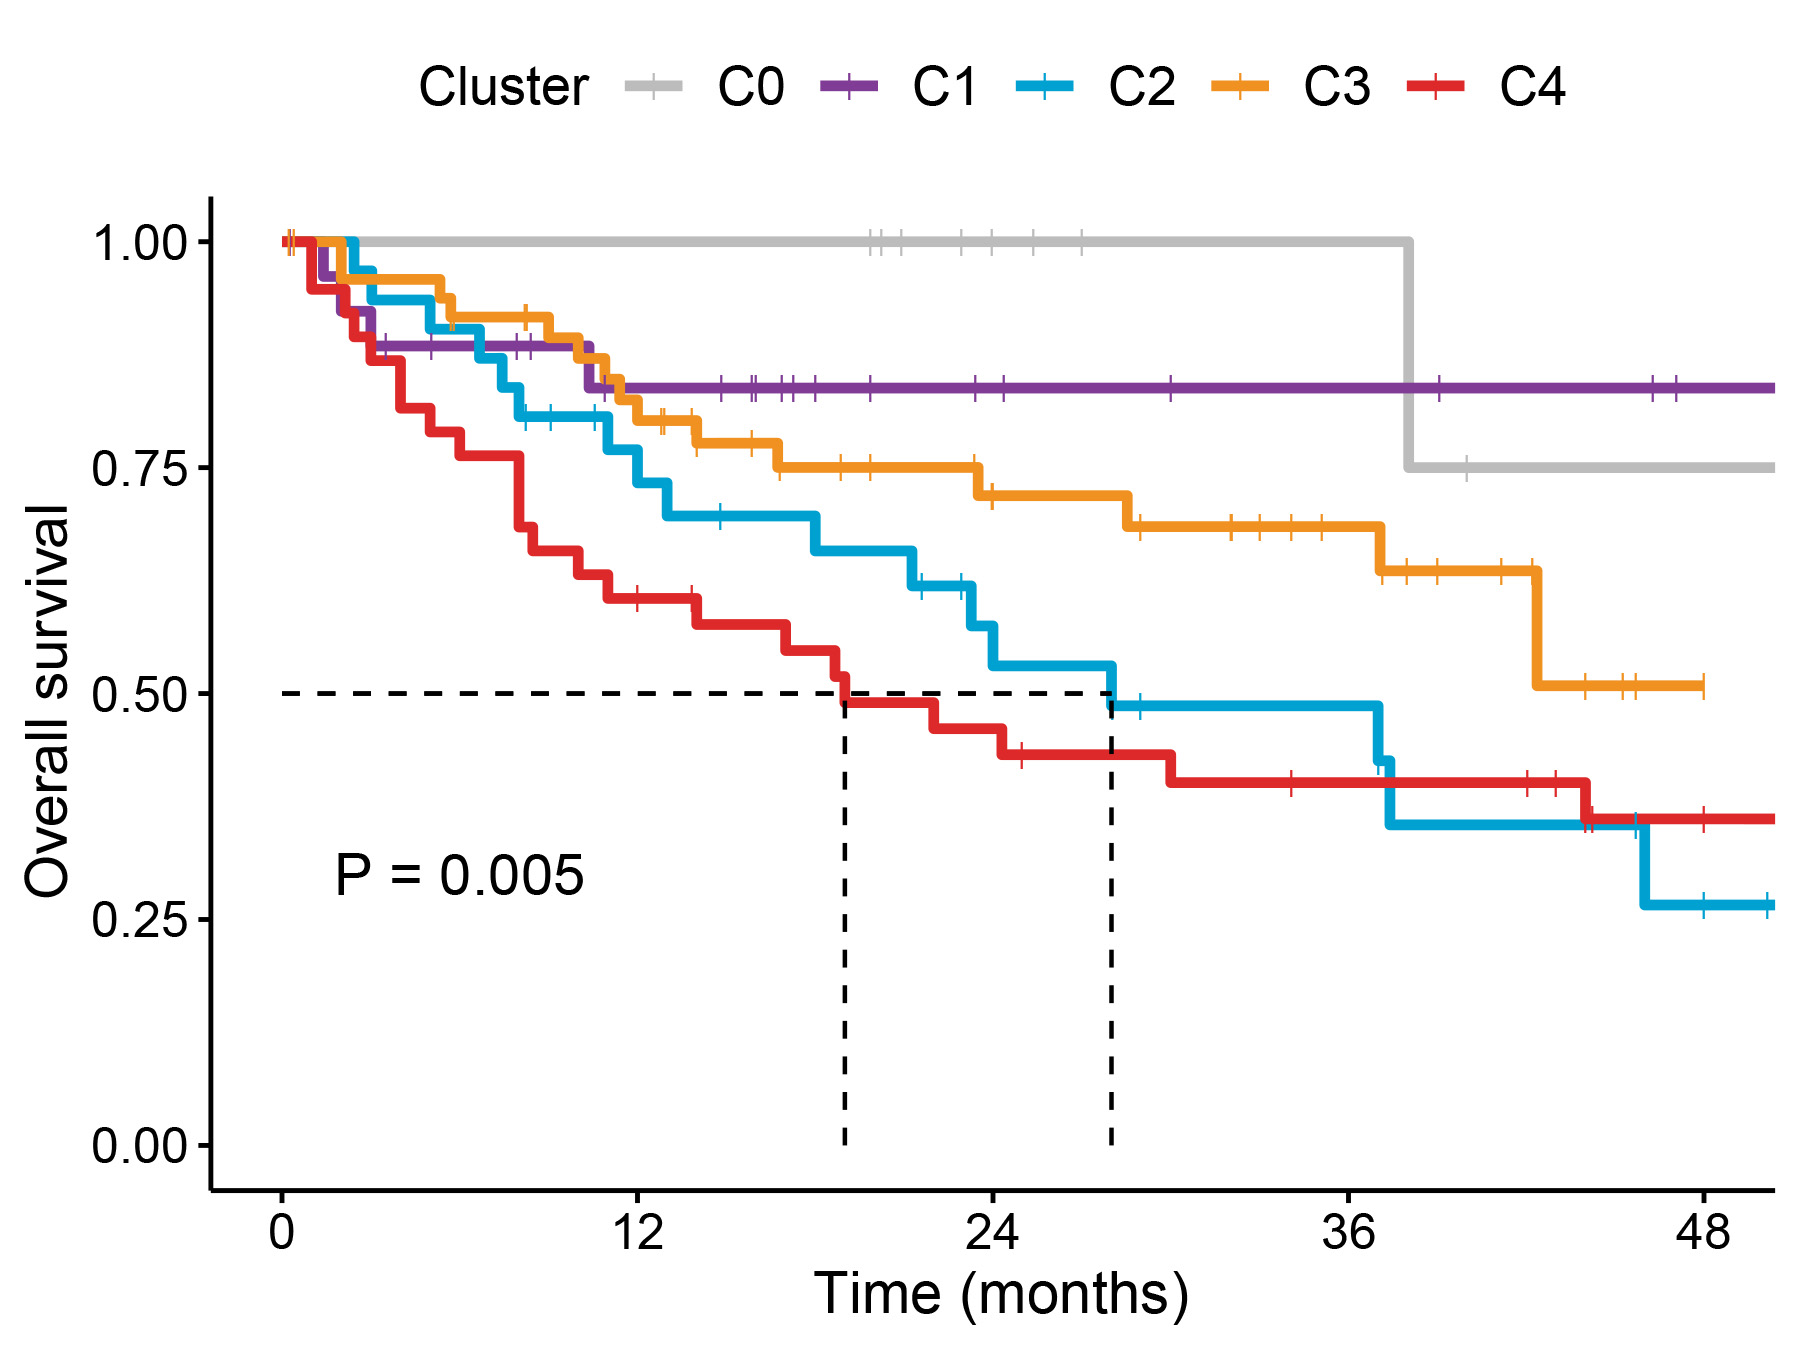 Cluster C0 C1 C2 C3 C4
1.00
0.75
0.50
0.25
0.00
Overall survival
P = 0.005
0 12 24 36 48
Time (months)